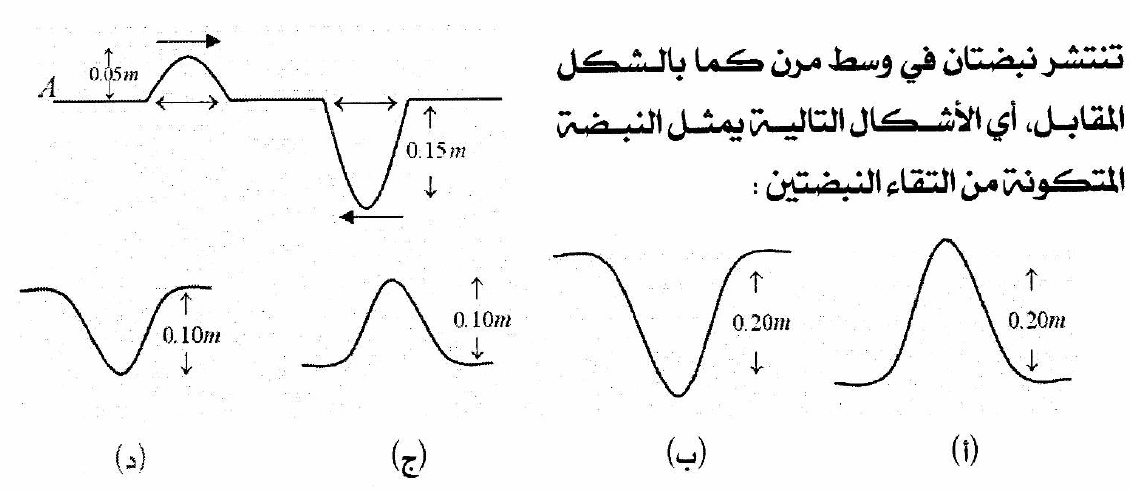 تنتشر نبضتان في وسط مرن كما بالشكل
المقابل، أي الأشكال التالية يمثل النبضة
المتكونة من التقاء النبضتين :
A
0.05m
0.15m
0.20m
0.20m
0.10m
0.10m
(أ)
(ب)
(ج)
(د)